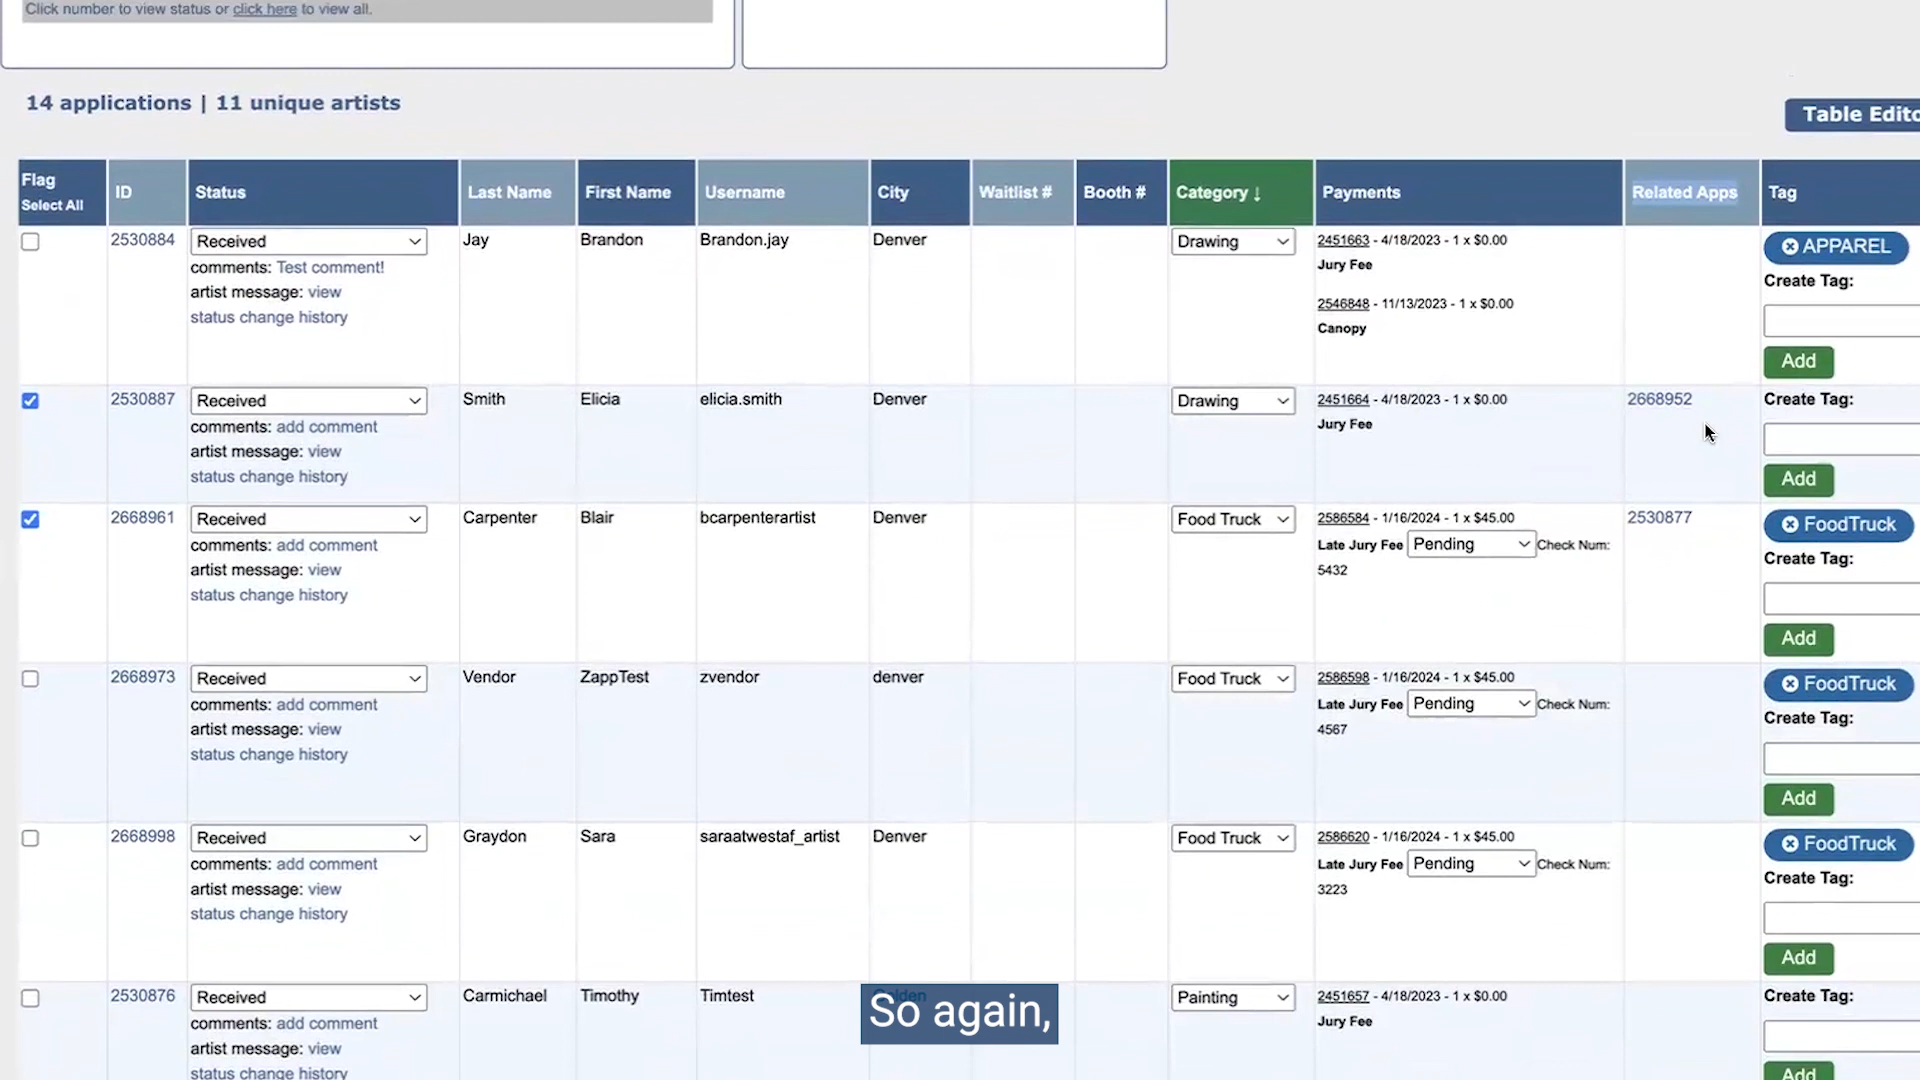 Click number to view status or click here to view all.
14 applications | 11 unique artists
Table Edito
Flag
Select All
ID
Status
Last Name
First Name
Username
City
Waitlist #
Booth #
Category ↓
Payments
Related Apps
Tag
2530884
Received
comments: Test comment!
artist message: view
status change history
Jay
Brandon
Brandon.jay
Denver
Drawing
2451663 - 4/18/2023 - 1 x $0.00
Jury Fee
2546848 - 11/13/2023 - 1 x $0.00
Canopy
APPAREL
Create Tag:
Add
2530887
Received
comments: add comment
artist message: view
status change history
Smith
Elicia
elicia.smith
Denver
Drawing
2451664 - 4/18/2023 - 1 x $0.00
Jury Fee
2668952
Create Tag:
Add
2668961
Received
comments: add comment
artist message: view
status change history
Carpenter
Blair
bcarpenterartist
Denver
Food Truck
2586584 - 1/16/2024 - 1 x $45.00
Late Jury Fee Pending Check Num:
5432
2530877
FoodTruck
Create Tag:
Add
2668973
Received
comments: add comment
artist message: view
status change history
Vendor
ZappTest
zvendor
denver
Food Truck
2586598 - 1/16/2024 - 1 x $45.00
Late Jury Fee Pending Check Num:
4567
FoodTruck
Create Tag:
Add
2668998
Received
comments: add comment
artist message: view
status change history
Graydon
Sara
saraatwestaf_artist
Denver
Food Truck
2586620 - 1/16/2024 - 1 x $45.00
Late Jury Fee Pending Check Num:
3223
FoodTruck
Create Tag:
Add
2530876
Received
comments: add comment
artist message: view
status change history
Carmichael
Timothy
Timtest
Painting
2451657 - 4/18/2023 - 1 x $0.00
Jury Fee
Create Tag:
Add
So again,